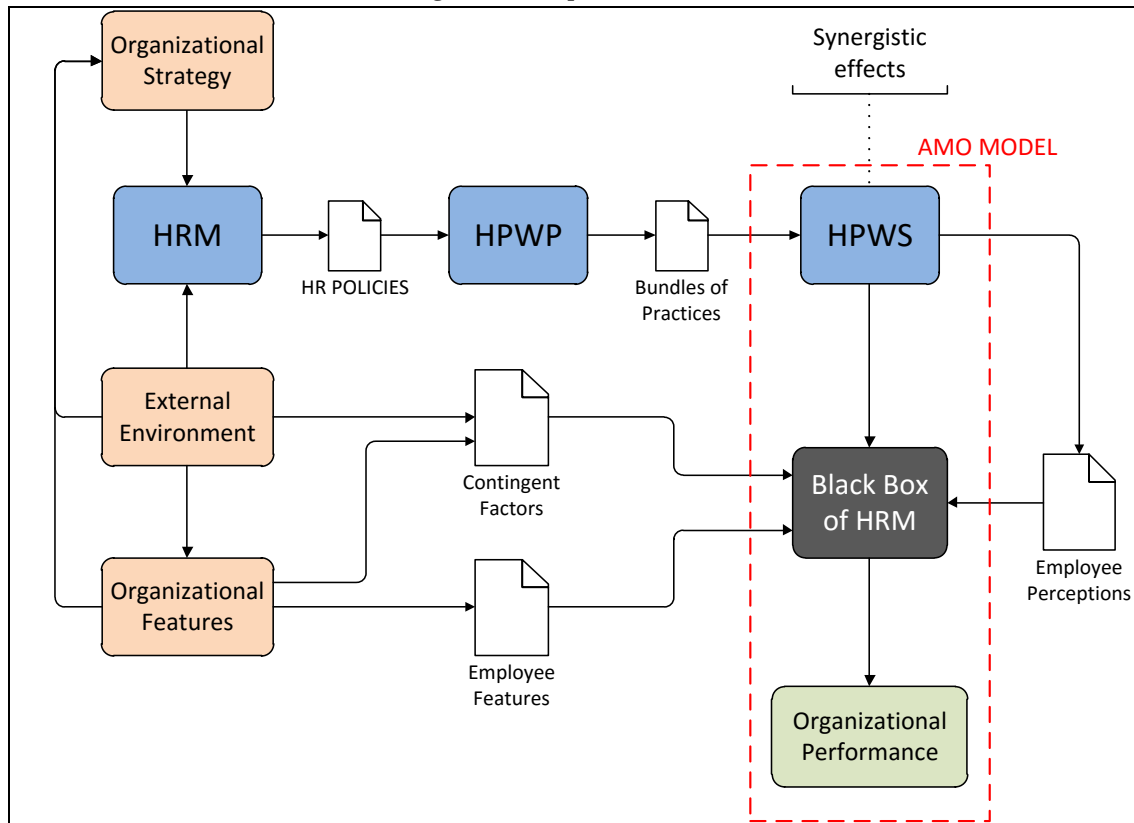 Organizational
Strategy
Synergistic
effects
AMO MODEL
HRM
HPWP
HPWS
HR POLICIES
Bundles of
Practices
External
Environment
Contingent
Factors
Black Box
of HRM
Organizational
Features
Employee
Features
Employee
Perceptions
Organizational
Performance